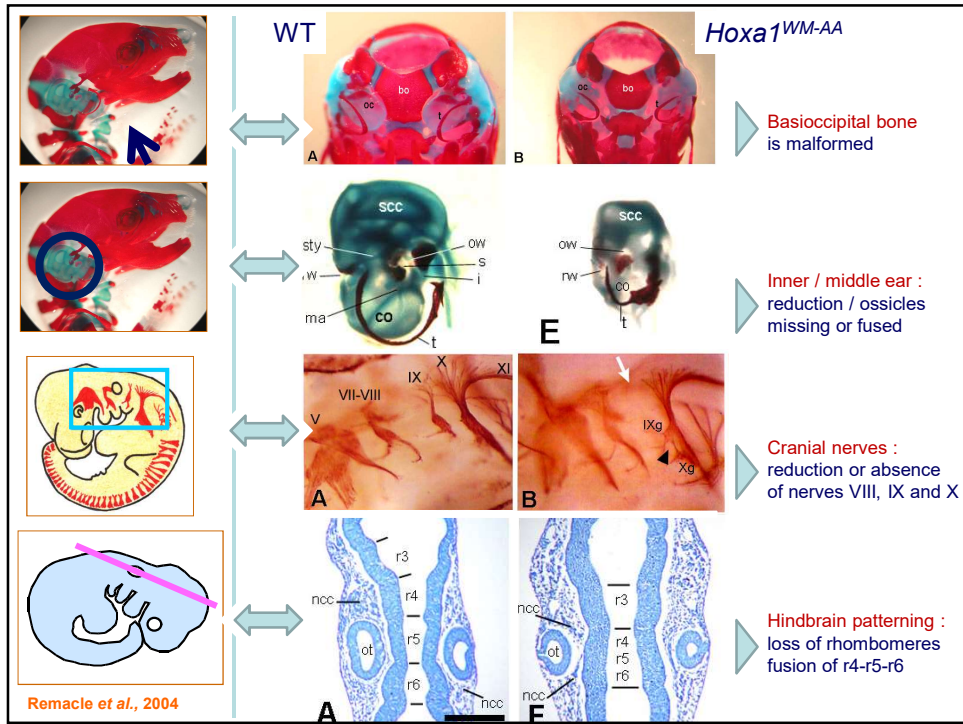 WT
Hoxa1WM-AA
bo
oc
t
A
B
bo
oc
t
Basioccipital bone
is malformed
scc
sty
ow
s
i
w
ma
co
t
scc
ow
rw
co
t
E
Inner / middle ear :
reduction / ossicles
missing or fused
V
VII-VIII
IX
X
XI
A
IXg
Xg
B
Cranial nerves :
reduction or absence
of nerves VIII, IX and X
r3
r4
r5
r6
ncc
ot
ncc
A
r3
r4
r5
r6
ncc
ot
ncc
F
Hindbrain patterning :
loss of rhombomeres
fusion of r4-r5-r6
Remacle et al., 2004